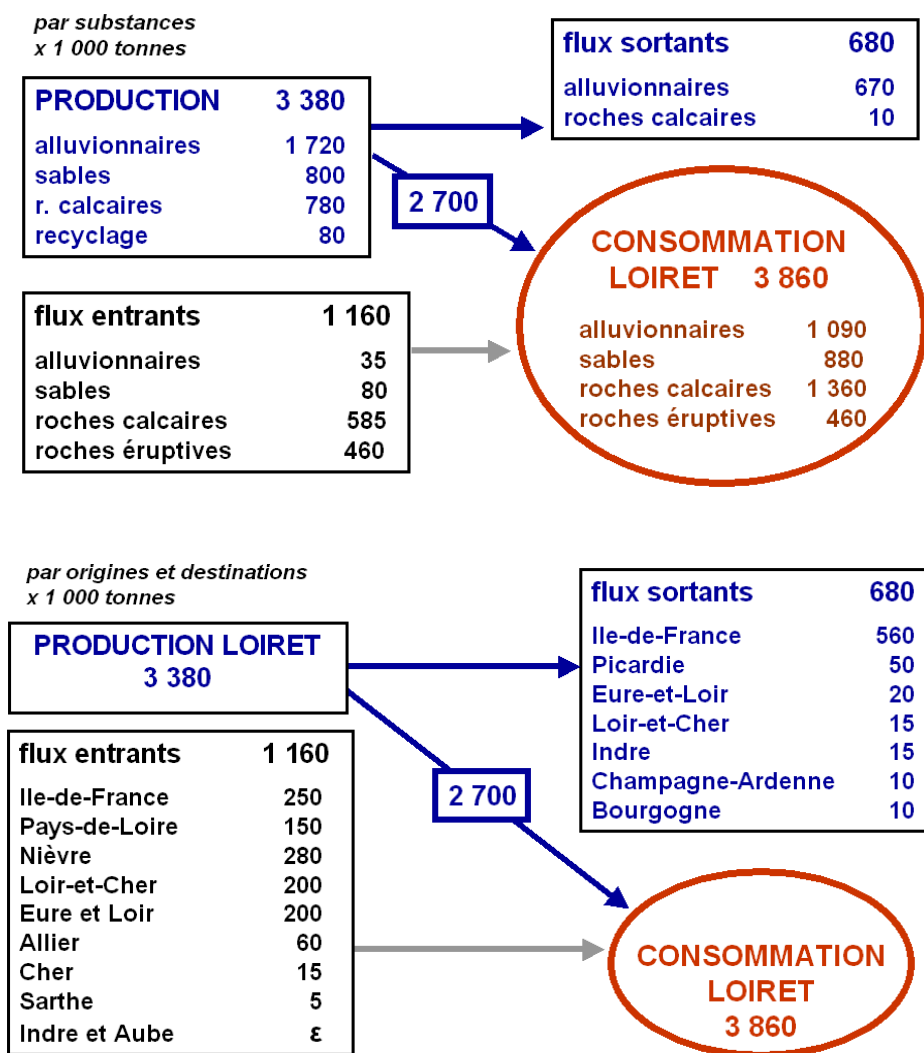 par substances
x 1 000 tonnes
flux sortants 680
alluvionnaires 670
roches calcaires 10
PRODUCTION 3 380
alluvionnaires 1 720
sables 800
r. calcaires 780
recyclage 80
2 700
CONSOMMATION
LOIRET 3 860
alluvionnaires 1 090
sables 880
roches calcaires 1 360
roches éruptives 460
flux entrants 1 160
alluvionnaires 35
sables 80
roches calcaires 585
roches éruptives 460
par origines et destinations
x 1 000 tonnes
flux sortants 680
Ile-de-France 560
Picardie 50
Eure-et-Loir 20
Loir-et-Cher 15
Indre 15
Champagne-Ardenne 10
Bourgogne 10
PRODUCTION LOIRET
3 380
flux entrants 1 160
Ile-de-France 250
Pays-de-Loire 150
Nièvre 280
Loir-et-Cher 200
Eure et Loir 200
Allier 60
Cher 15
Sarthe 5
Indre et Aube ε
2 700
CONSOMMATION
LOIRET
3 860